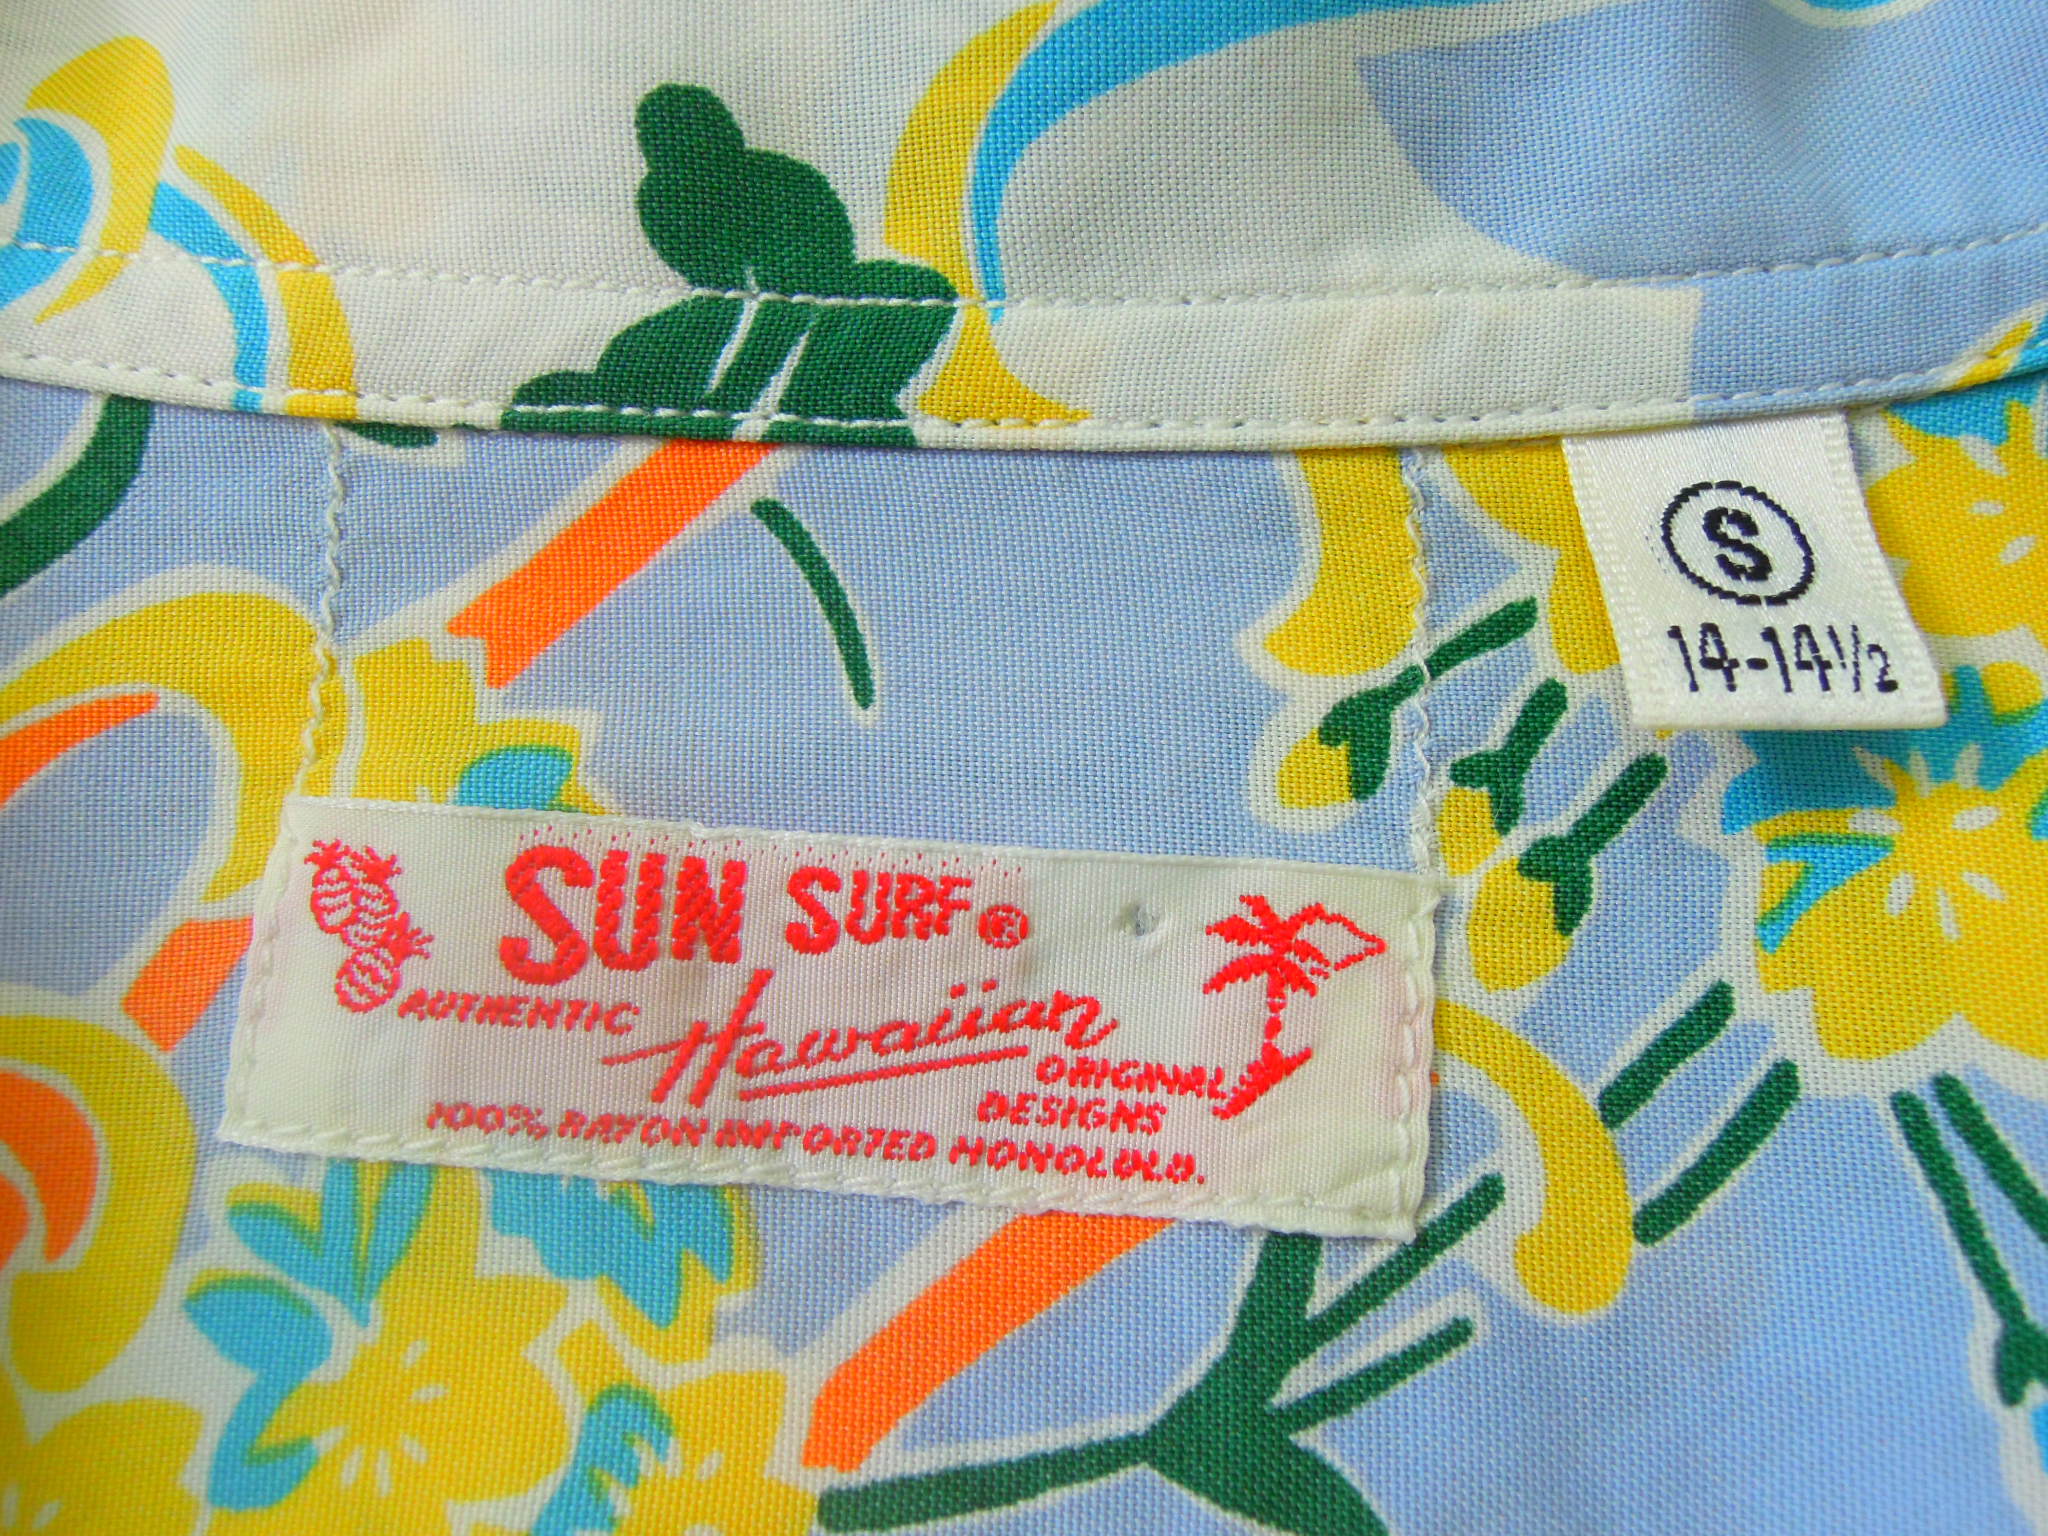 S
14-14½
SUN SURF®
AUTHENTIC Hawaiian ORIGINAL
DESIGNS
100% RAYON IMPORTED HONOLULU.